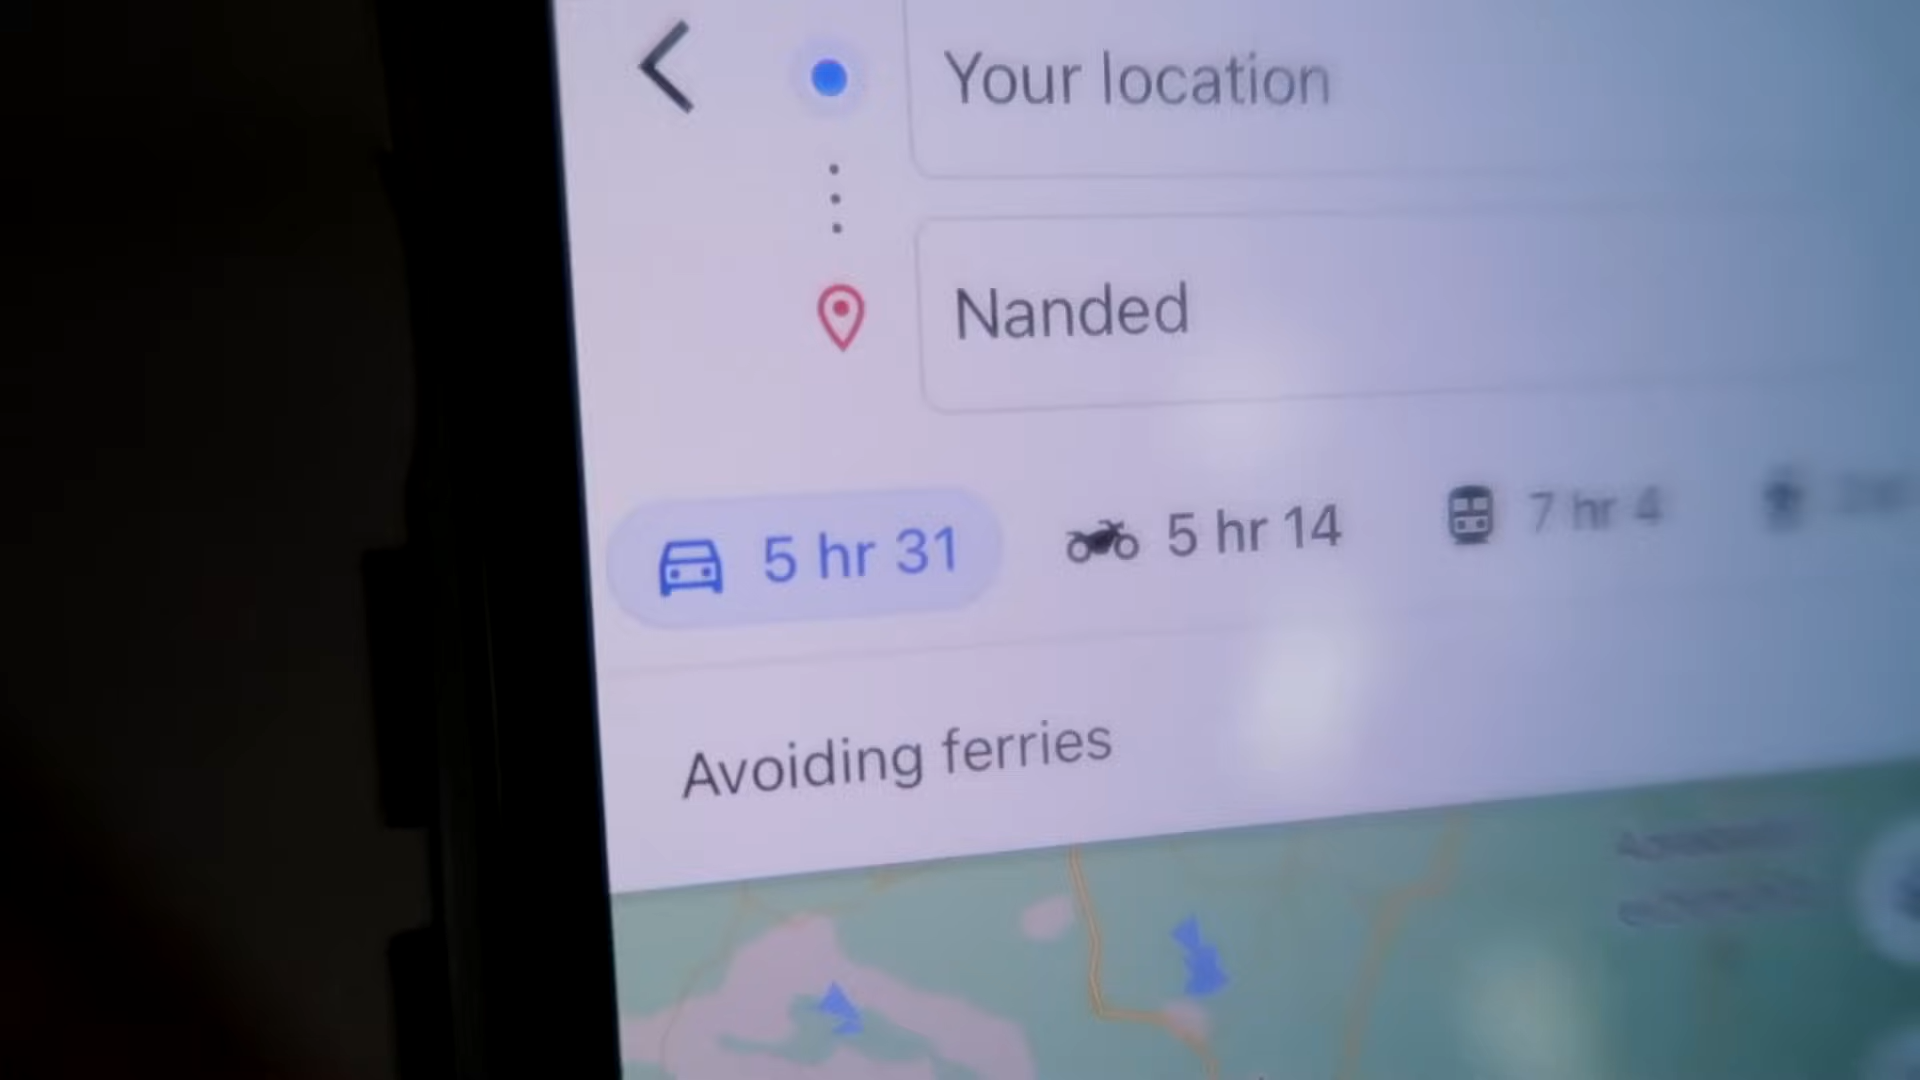 Your location
Nanded
5 hr 31
5 hr 14
7 hr 4
Avoiding ferries